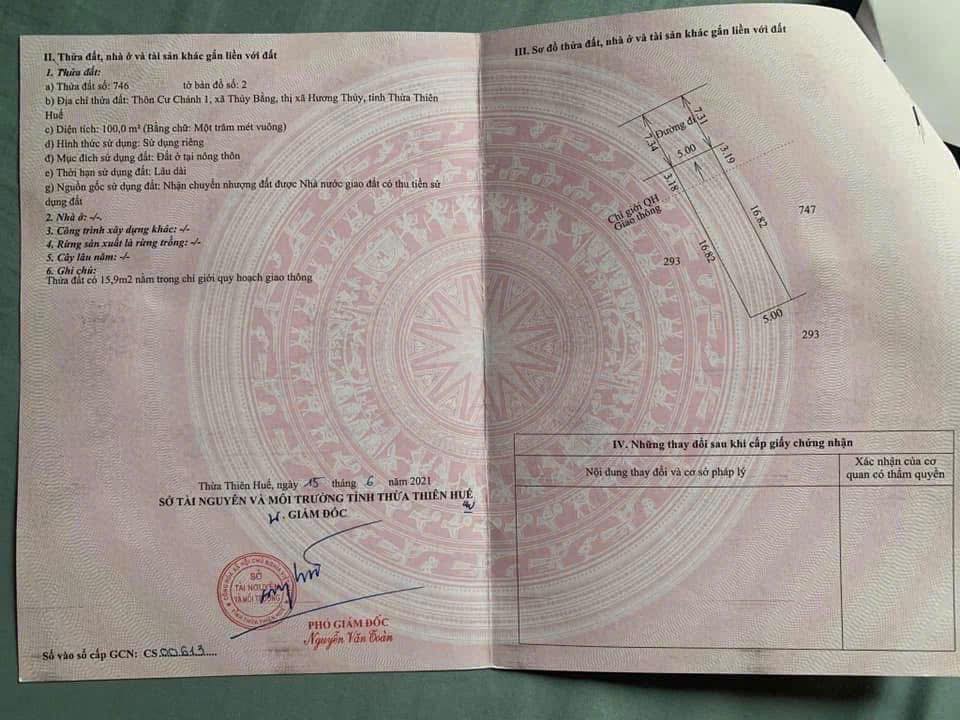 II. Thửa đất, nhà ở và tài sản khác gắn liền với đất
1. Thửa đất:
a) Thửa đất số: 746 tờ bản đồ số: 2
b) Địa chỉ thửa đất: Thôn Cư Chánh 1, xã Thủy Bằng, thị xã Hương Thủy, tỉnh Thừa Thiên
Huế
c) Diện tích: 100,0 m² (Bằng chữ: Một trăm mét vuông)
d) Hình thức sử dụng: Sử dụng riêng
đ) Mục đích sử dụng đất: Đất ở tại nông thôn
e) Thời hạn sử dụng đất: Lâu dài
g) Nguồn gốc sử dụng đất: Nhận chuyển nhượng đất được Nhà nước giao đất có thu tiền sử
dụng đất
2. Nhà ở: -/-.
3. Công trình xây dựng khác: -/-
4. Rừng sản xuất là rừng trồng: -/-
5. Cây lâu năm: -/-
6. Ghi chú:
Thửa đất có 15,9m2 nằm trong chỉ giới quy hoạch giao thông
Thừa Thiên Huế, ngày 15 tháng 6 năm 2021
SỞ TÀI NGUYÊN VÀ MÔI TRƯỜNG TỈNH THỪA THIÊN HUẾ
GIÁM ĐỐC
SỞ
TÀI NGUYÊN
VÀ MÔI TRƯỜNG
PHÓ GIÁM ĐỐC
Nguyễn Văn Toàn
Số vào sổ cấp GCN: CS 00613
III. Sơ đồ thửa đất, nhà ở và tài sản khác gắn liền với đất
7.31
Đường đi
7.34
5.00
3.19
3.18
Chỉ giới QH
Giao thông
16.82
747
16.82
293
5.00
293
IV. Những thay đổi sau khi cấp giấy chứng nhận
Nội dung thay đổi và cơ sở pháp lý
Xác nhận của cơ
quan có thẩm quyền